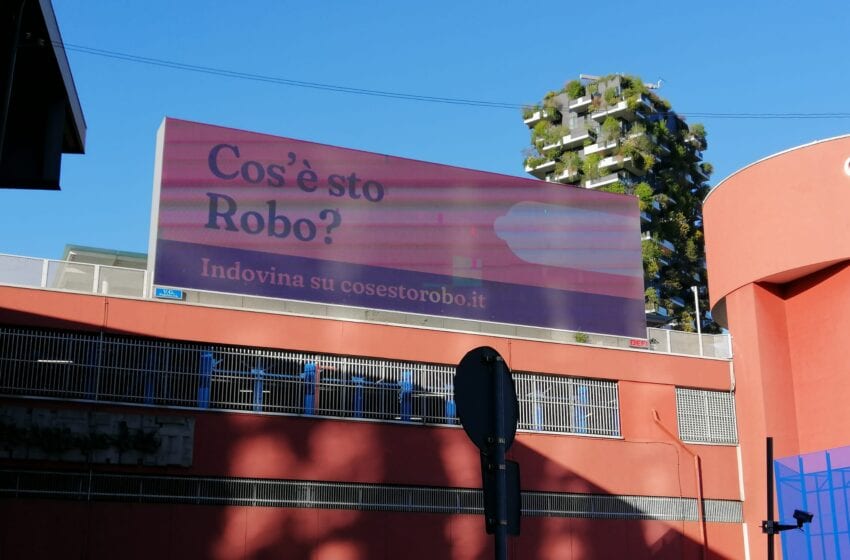 Cos'è sto
Robo?
Indovina su cosestorobo.it